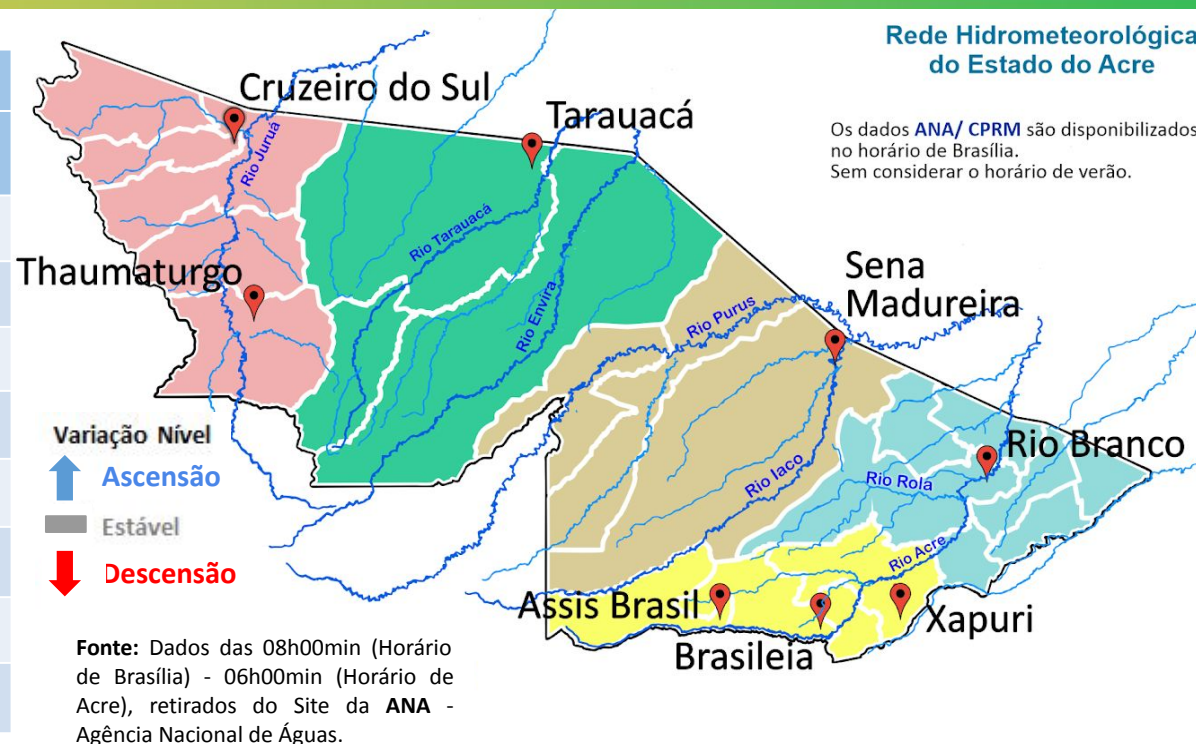 Rede Hidrometeorológica
do Estado do Acre
Os dados ANA/ CPRM são disponibilizados
no horário de Brasília.
Sem considerar o horário de verão.
Cruzeiro do Sul
Tarauacá
Rio Juruá
Rio Tarauacá
Thaumaturgo
Rio Envira
Sena
Madureira
Rio Purus
Rio Branco
Rio Iaco
Rio Rola
Rio Acre
Assis Brasil
Xapuri
Brasileia
Variação Nível
Ascensão
Estável
Descensão
Fonte: Dados das 08h00min (Horário
de Brasília) - 06h00min (Horário de
Acre), retirados do Site da ANA -
Agência Nacional de Águas.